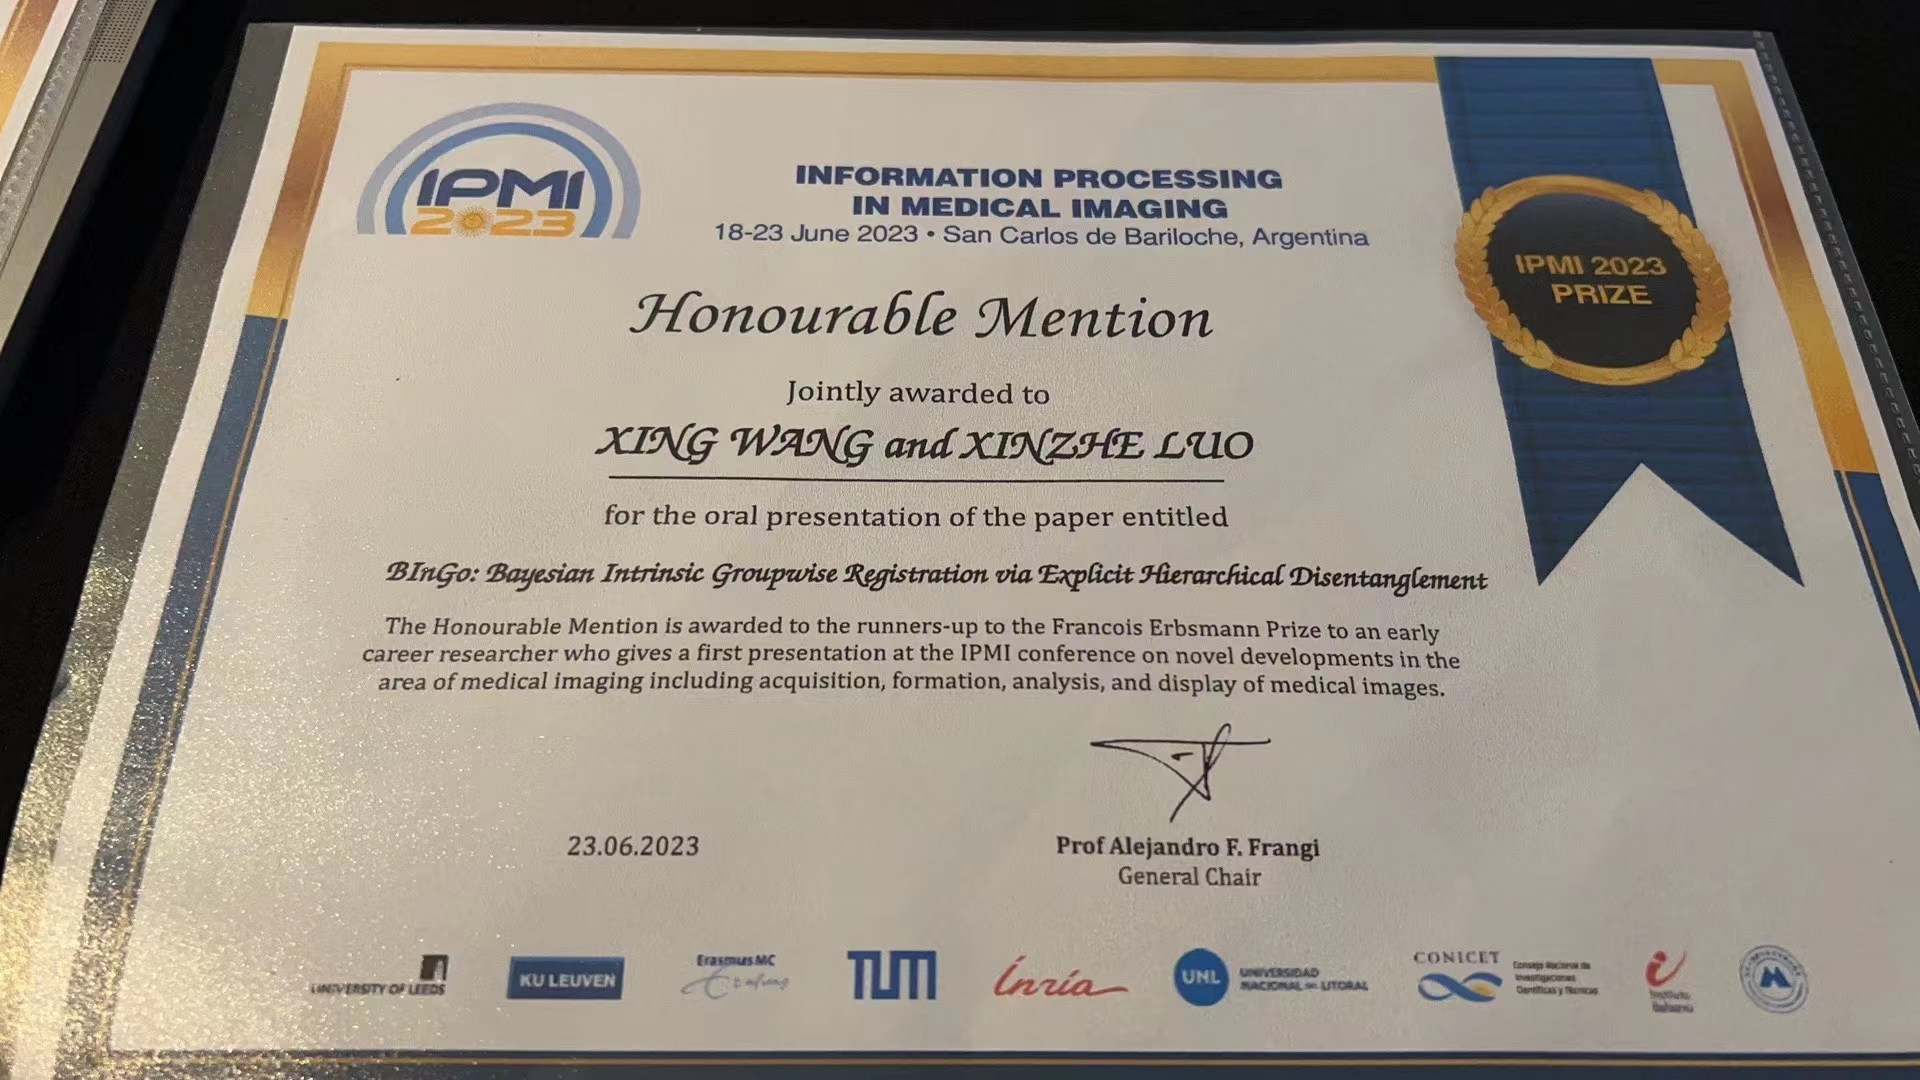 IPMI
2023
INFORMATION PROCESSING
IN MEDICAL IMAGING
18-23 June 2023 • San Carlos de Bariloche, Argentina
IPMI 2023
PRIZE
Honourable Mention
Jointly awarded to
XING WANG and XINZHE LUO
for the oral presentation of the paper entitled
BInGo: Bayesian Intrinsic Groupwise Registration via Explicit Hierarchical Disentanglement
The Honourable Mention is awarded to the runners-up to the Francois Erbsmann Prize to an early
career researcher who gives a first presentation at the IPMI conference on novel developments in the
area of medical imaging including acquisition, formation, analysis, and display of medical images.
23.06.2023
Prof Alejandro F. Frangi
General Chair
UNIVERSITY OF LEEDS
KU LEUVEN
Erasmus MC
Erasmus
TUM
Inría
UNL
UNIVERSIDAD
NACIONAL DEL LITORAL
CONICET
Consejo Nacional de
Investigaciones
Científicas y Técnicas
Instituto
Balseiro